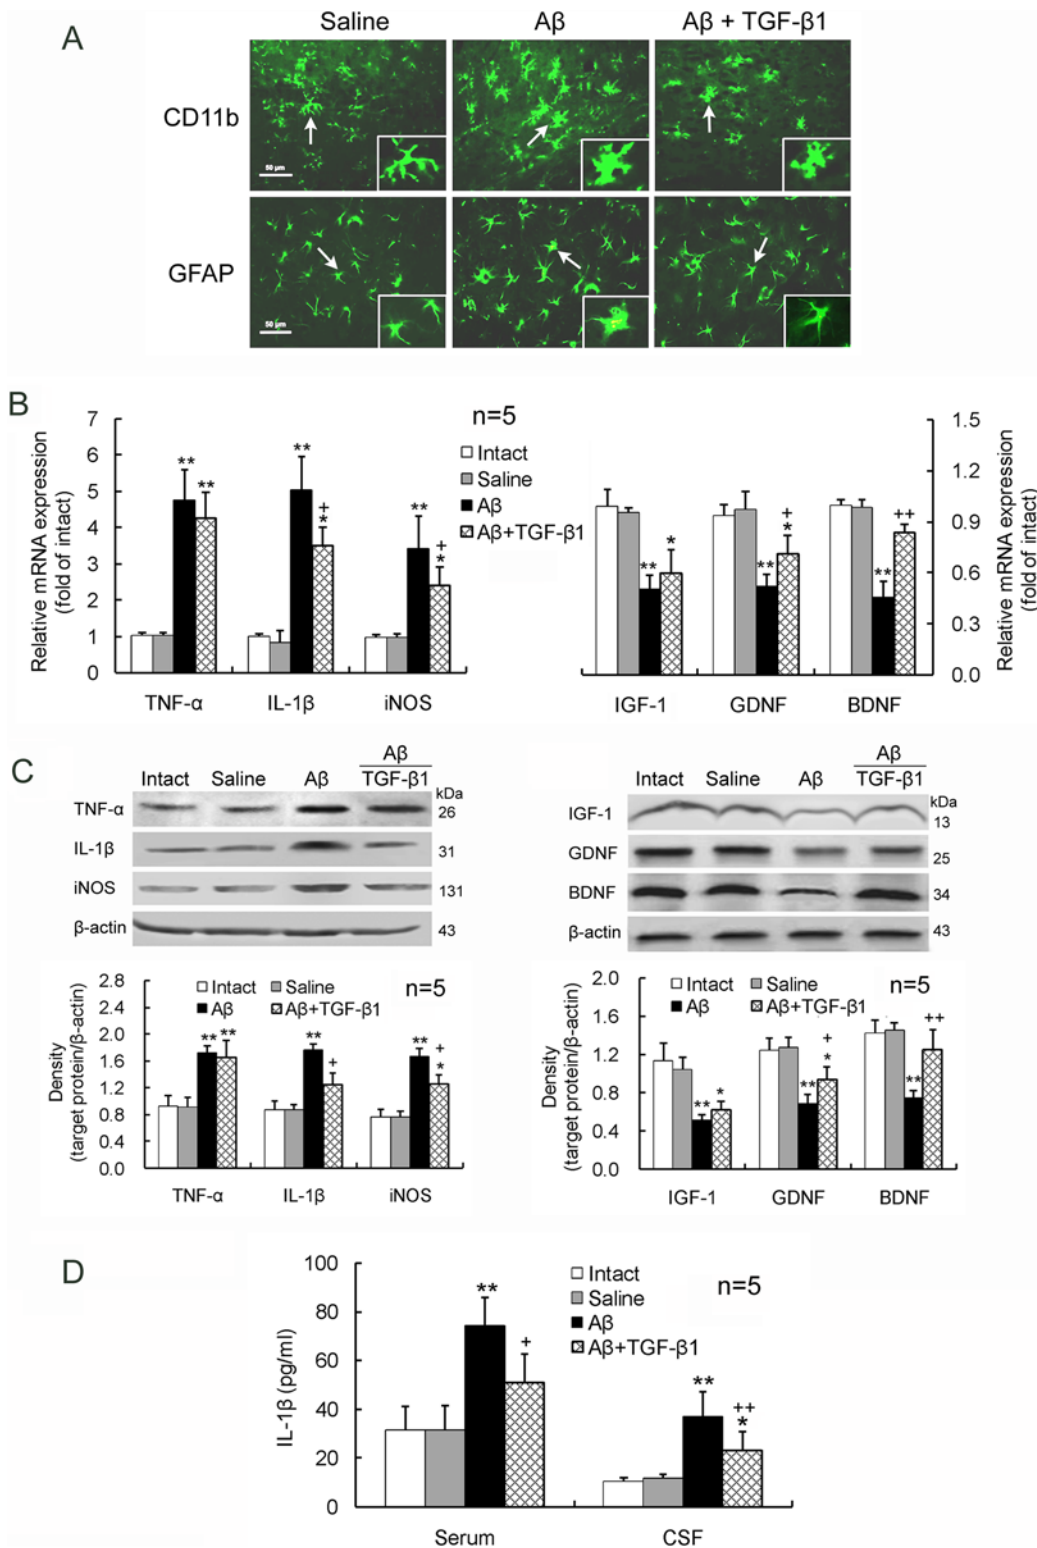 A
Saline Aβ Aβ + TGF-β1
CD11b
50 µm
GFAP
50 µm
B
n=5
Intact
Saline
Aβ
Aβ+TGF-β1
Relative mRNA expression
(fold of intact)
7
6
5
4
3
2
1
0
** ** ** + * ** + *
TNF-α IL-1β iNOS
1.5
1.2
0.9
0.6
0.3
0.0
Relative mRNA expression
(fold of intact)
** * ** + * ** ++
IGF-1 GDNF BDNF
C
Intact Saline Aβ Aβ
TGF-β1
kDa
TNF-α 26
IL-1β 31
iNOS 131
β-actin 43
Intact Saline Aβ Aβ
TGF-β1
kDa
IGF-1 13
GDNF 25
BDNF 34
β-actin 43
Density
(target protein/β-actin)
2.8
2.4
2.0
1.6
1.2
0.8
0.4
0.0
Intact Saline
Aβ Aβ+TGF-β1
n=5
** ** ** + ** + *
TNF-α IL-1β iNOS
Density
(target protein/β-actin)
2.0
1.6
1.2
0.8
0.4
0.0
Intact Saline
Aβ Aβ+TGF-β1
n=5
** * ** + * ** ++
IGF-1 GDNF BDNF
D
IL-1β (pg/ml)
100
80
60
40
20
0
Intact
Saline
Aβ
Aβ+TGF-β1
n=5
** + ** ++ *
Serum CSF